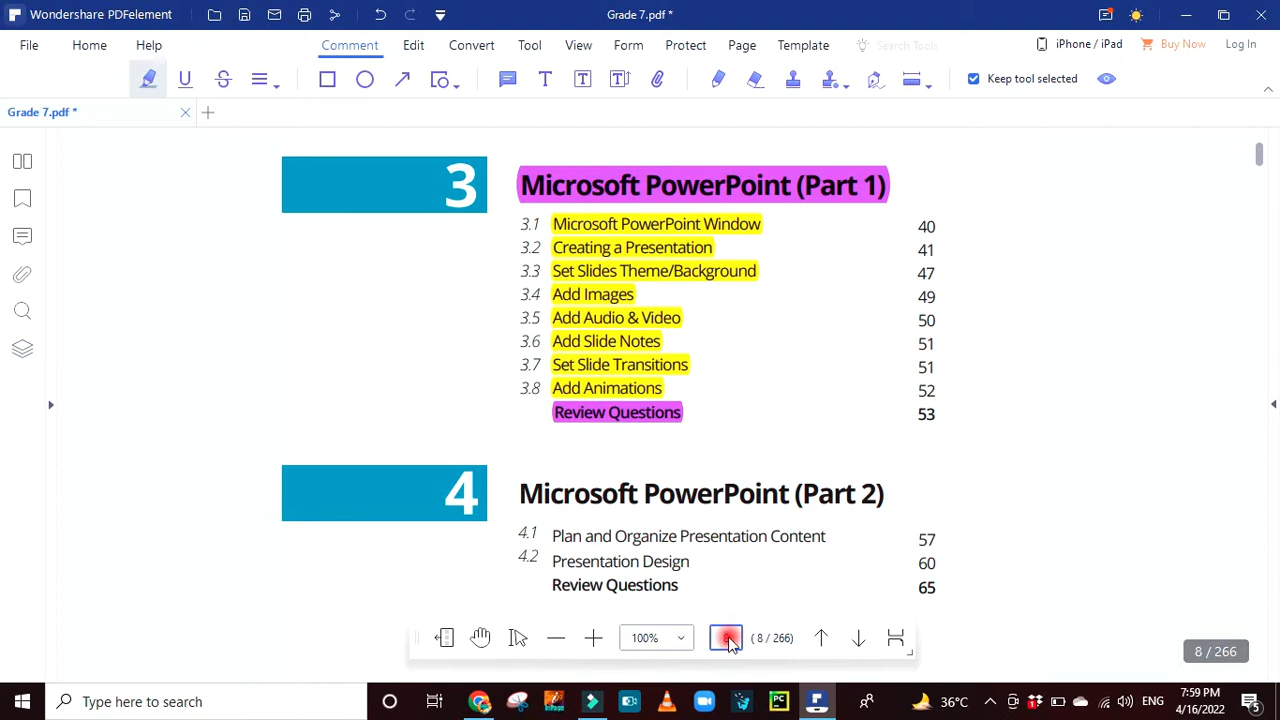 Wondershare PDFelement
Grade 7.pdf *
File Home Help Comment Edit Convert Tool View Form Protect Page Template Search Tools iPhone / iPad Buy Now Log In
Keep tool selected
Grade 7.pdf *
3 Microsoft PowerPoint (Part 1)
3.1 Microsoft PowerPoint Window 40
3.2 Creating a Presentation 41
3.3 Set Slides Theme/Background 47
3.4 Add Images 49
3.5 Add Audio & Video 50
3.6 Add Slide Notes 51
3.7 Set Slide Transitions 51
3.8 Add Animations 52
Review Questions 53
4 Microsoft PowerPoint (Part 2)
4.1 Plan and Organize Presentation Content 57
4.2 Presentation Design 60
Review Questions 65
100% ( 8 / 266)
8 / 266
Type here to search
36°C ENG 7:59 PM
4/16/2022